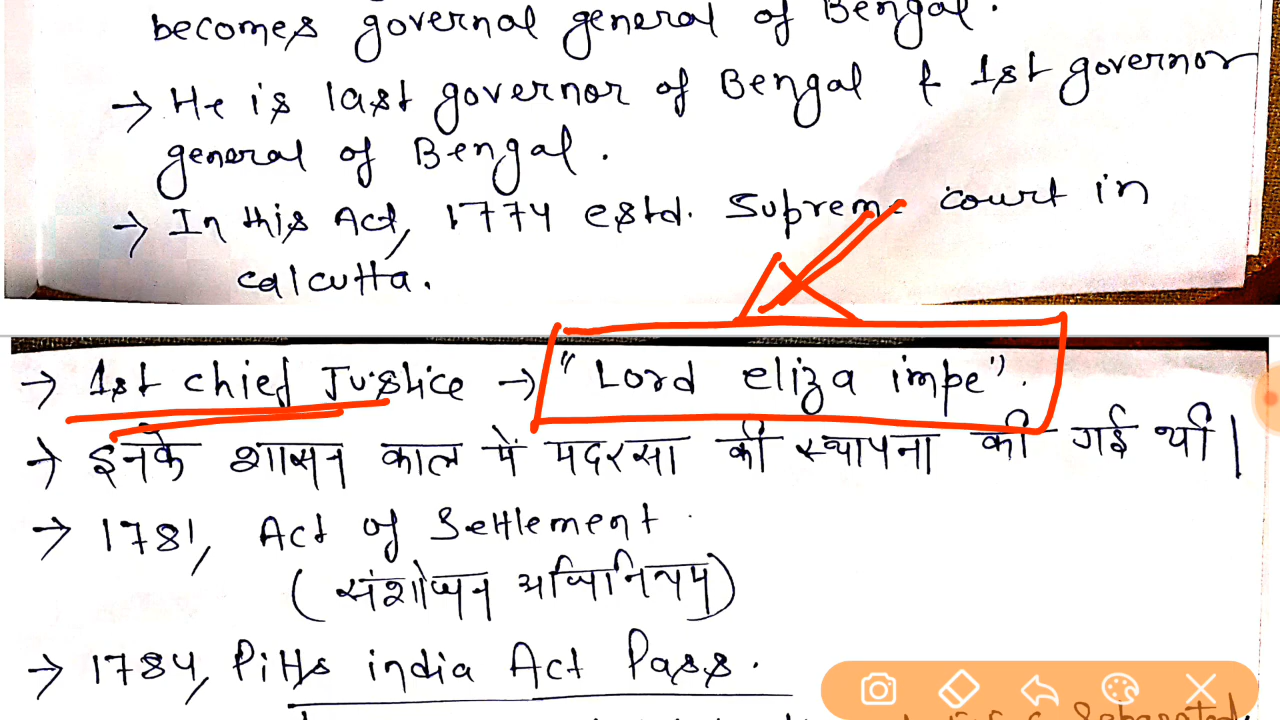 becomes governal general of Bengal.
→ He is last governor of Bengal & 1st governor
general of Bengal.
→ In this Act, 1774 estd. Supreme court in
calcutta.
→ 1st chief Justice → "Lord eliza impe".
→ इनके शासन काल में मदरसा की स्थापना की गई थी।
→ 1781, Act of Settlement.
(संशोधन अधिनियम)
→ 1784, Pitts india Act Pass.